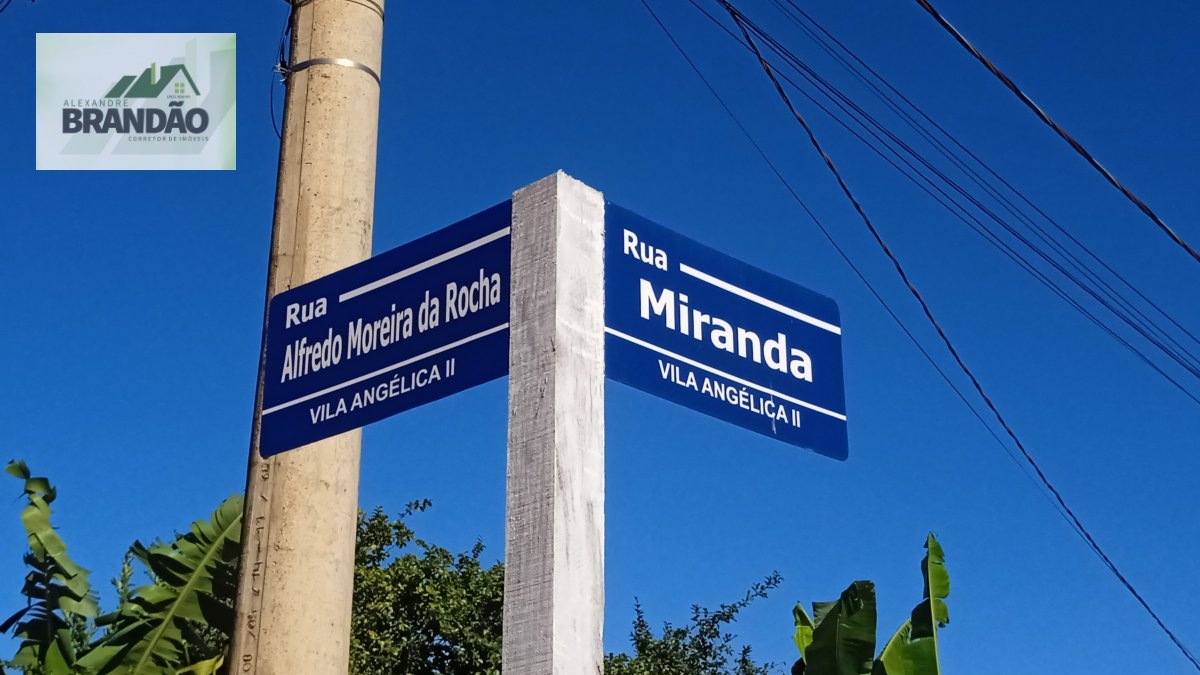 ALEXANDRE
BRANDÃO
CORRETOR DE IMÓVEIS
Rua
Alfredo Moreira da Rocha
VILA ANGÉLICA II
Rua
Miranda
VILA ANGÉLICA II